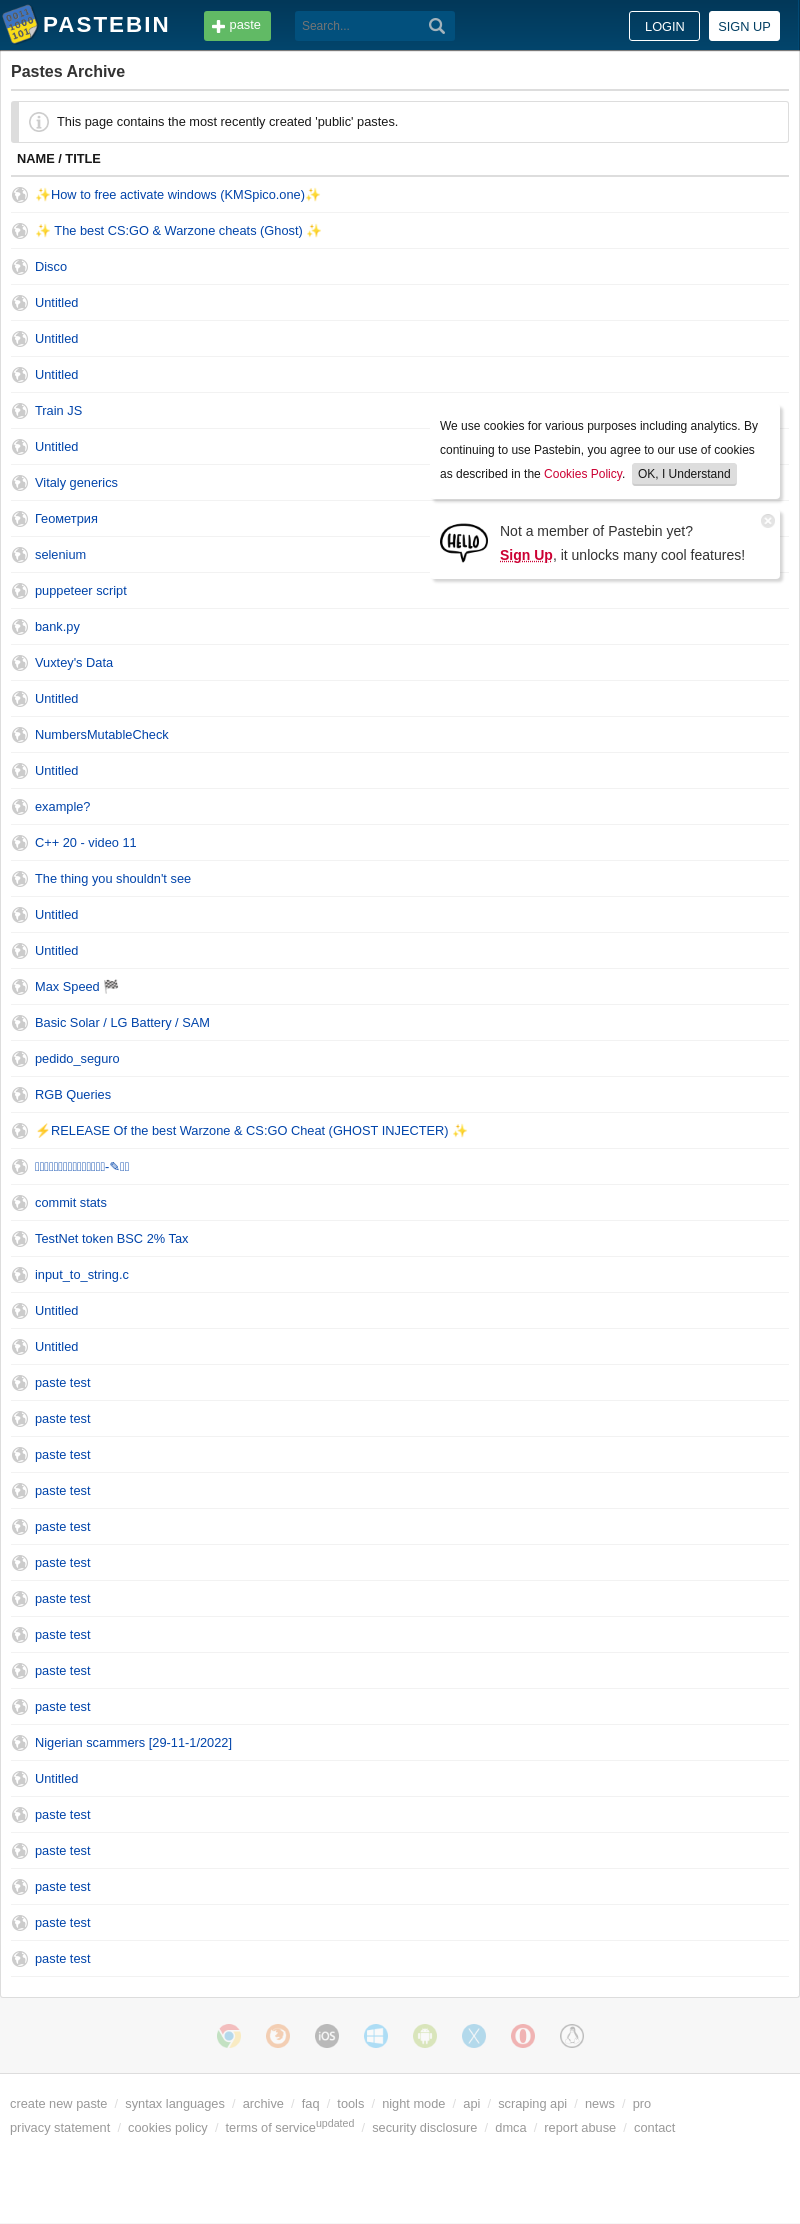 PASTEBIN paste Search... LOGIN SIGN UP
Pastes Archive
This page contains the most recently created 'public' pastes.
NAME / TITLE
✨How to free activate windows (KMSpico.one)✨
✨ The best CS:GO & Warzone cheats (Ghost) ✨
Disco
Untitled
Untitled
Untitled
Train JS
We use cookies for various purposes including analytics. By
continuing to use Pastebin, you agree to our use of cookies
as described in the Cookies Policy. OK, I Understand
Untitled
Vitaly generics
Геометрия
HELLO
Not a member of Pastebin yet?
Sign Up, it unlocks many cool features!
selenium
puppeteer script
bank.py
Vuxtey's Data
Untitled
NumbersMutableCheck
Untitled
example?
C++ 20 - video 11
The thing you shouldn't see
Untitled
Untitled
Max Speed 🏁
Basic Solar / LG Battery / SAM
pedido_seguro
RGB Queries
⚡RELEASE Of the best Warzone & CS:GO Cheat (GHOST INJECTER) ✨
commit stats
TestNet token BSC 2% Tax
input_to_string.c
Untitled
Untitled
paste test
paste test
paste test
paste test
paste test
paste test
paste test
paste test
paste test
paste test
Nigerian scammers [29-11-1/2022]
Untitled
paste test
paste test
paste test
paste test
paste test
iOS
create new paste / syntax languages / archive / faq / tools / night mode / api / scraping api / news / pro
privacy statement / cookies policy / terms of serviceupdated / security disclosure / dmca / report abuse / contact